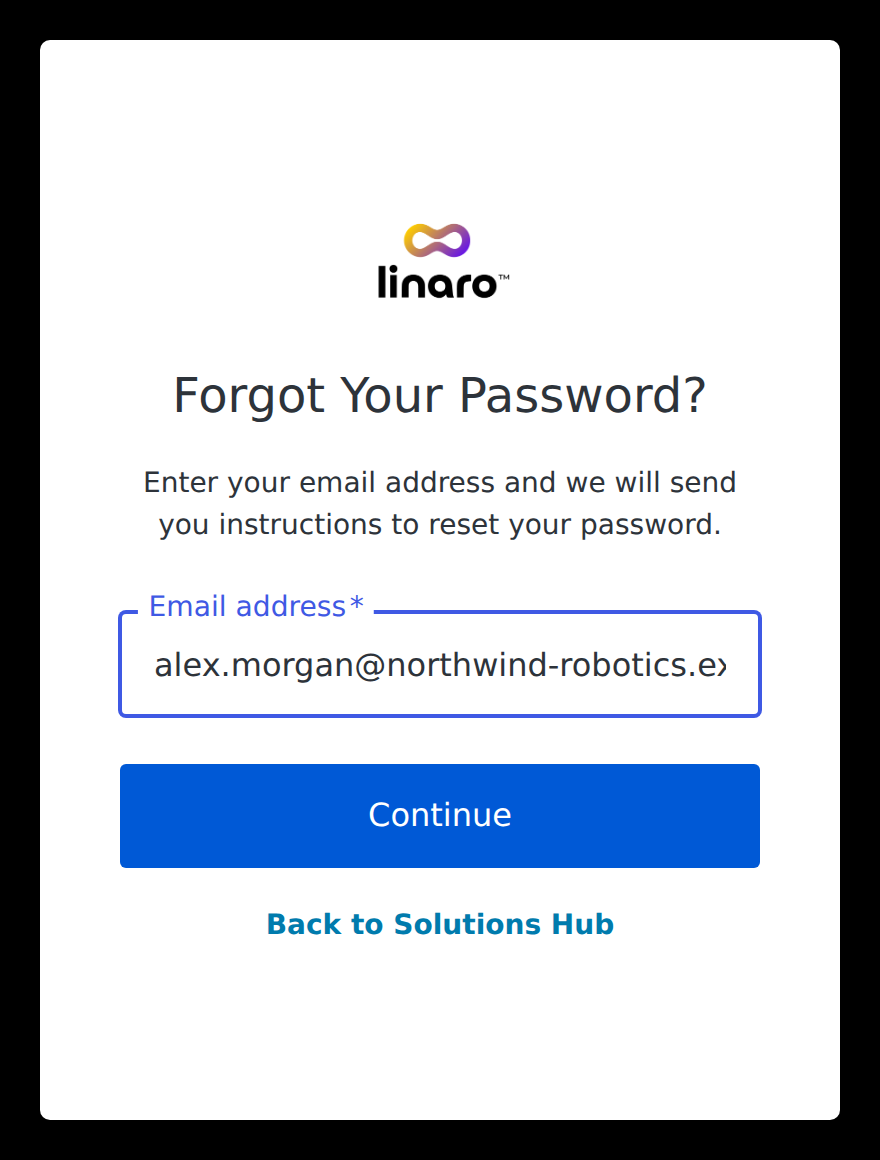 linaro™
Forgot Your Password?
Enter your email address and we will send
you instructions to reset your password.
Email address*
alex.morgan@northwind-robotics.ex
Continue
Back to Solutions Hub